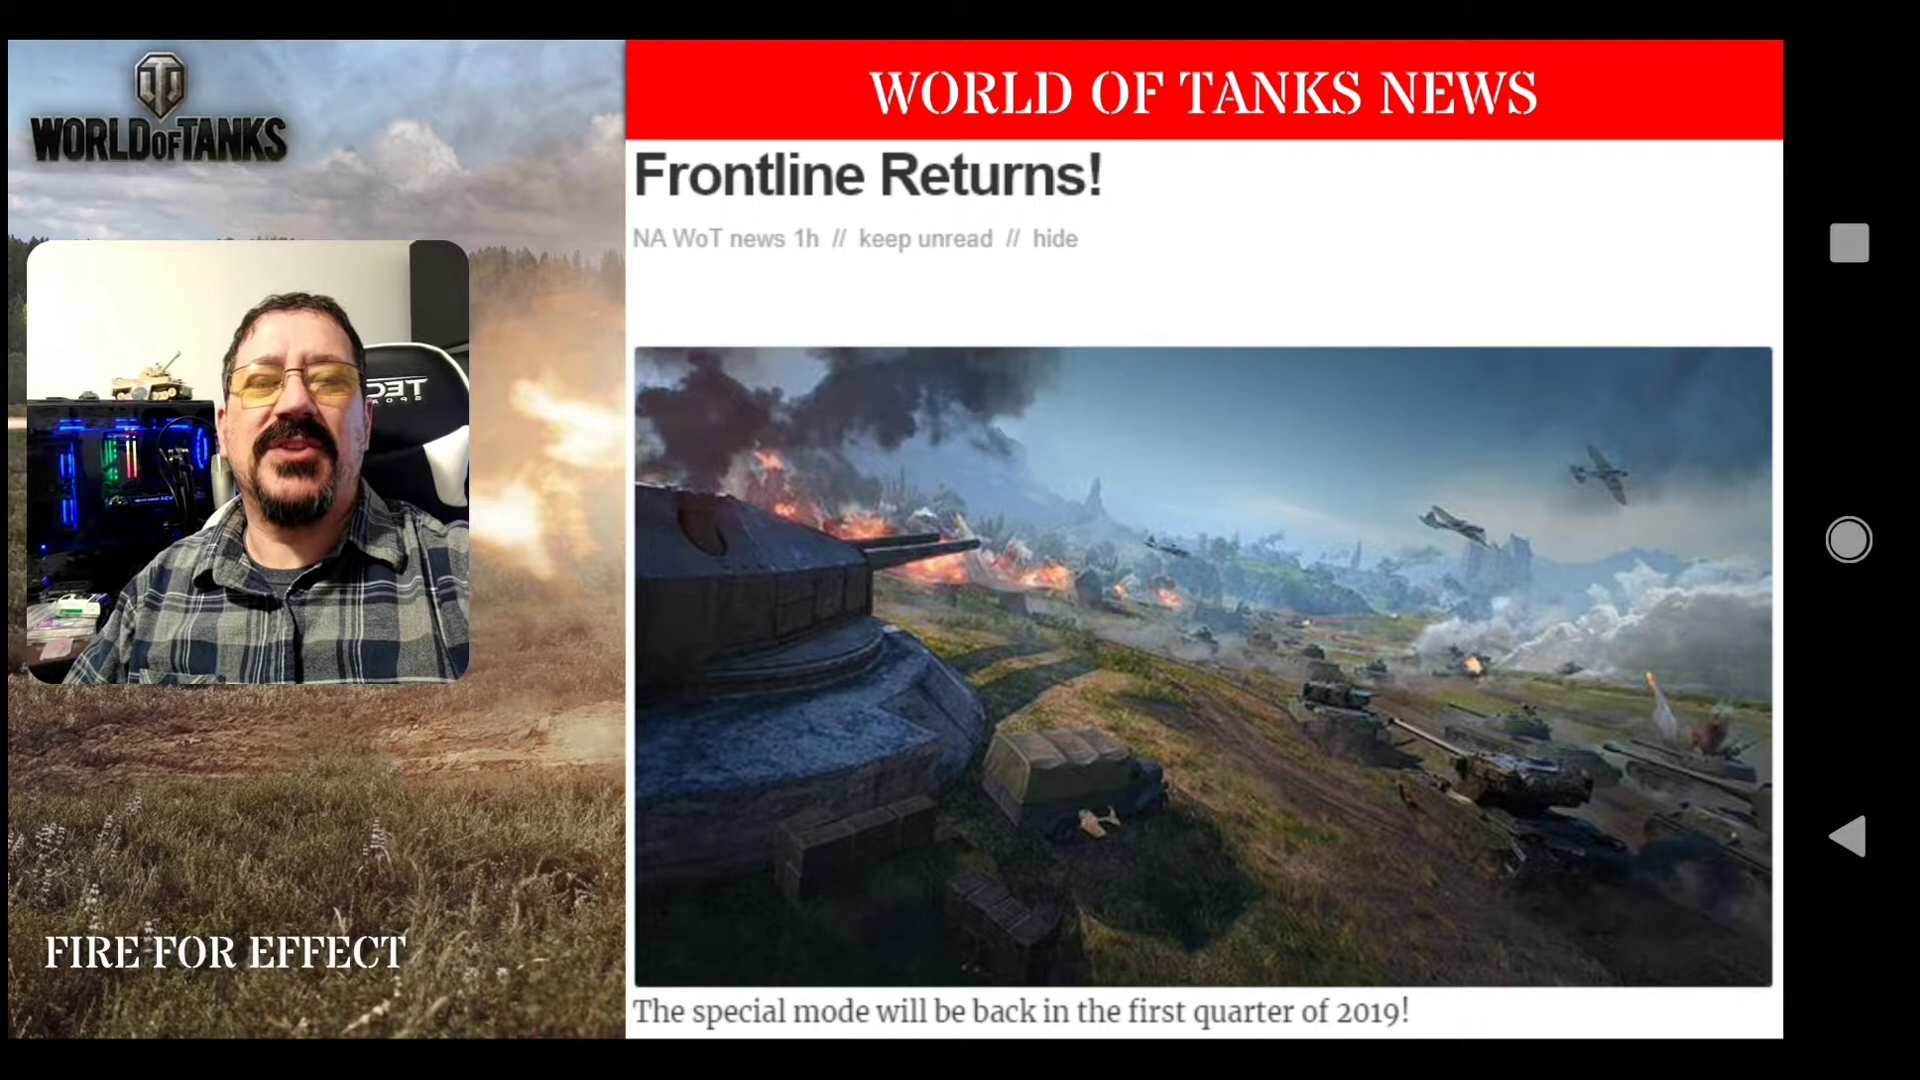 WORLD OF TANKS
WORLD OF TANKS NEWS
Frontline Returns!
NA WoT news 1h // keep unread // hide
FIRE FOR EFFECT
The special mode will be back in the first quarter of 2019!